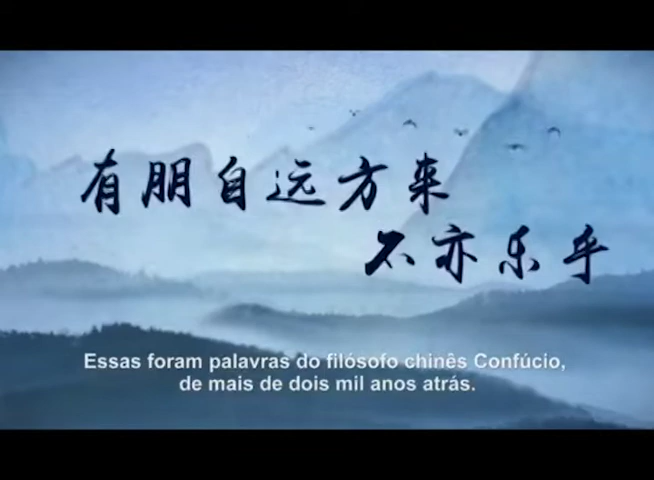 有朋自远方来
不亦乐乎
Essas foram palavras do filósofo chinês Confúcio,
de mais de dois mil anos atrás.